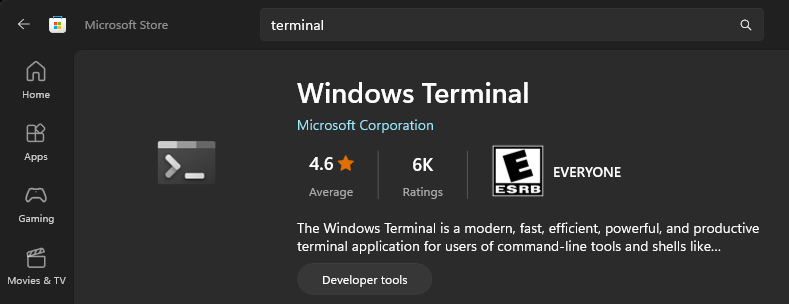 Microsoft Store
terminal
Home
Apps
Gaming
Movies & TV
Windows Terminal
Microsoft Corporation
4.6
Average
6K
Ratings
E
ESRB
EVERYONE
The Windows Terminal is a modern, fast, efficient, powerful, and productive
terminal application for users of command-line tools and shells like...
Developer tools